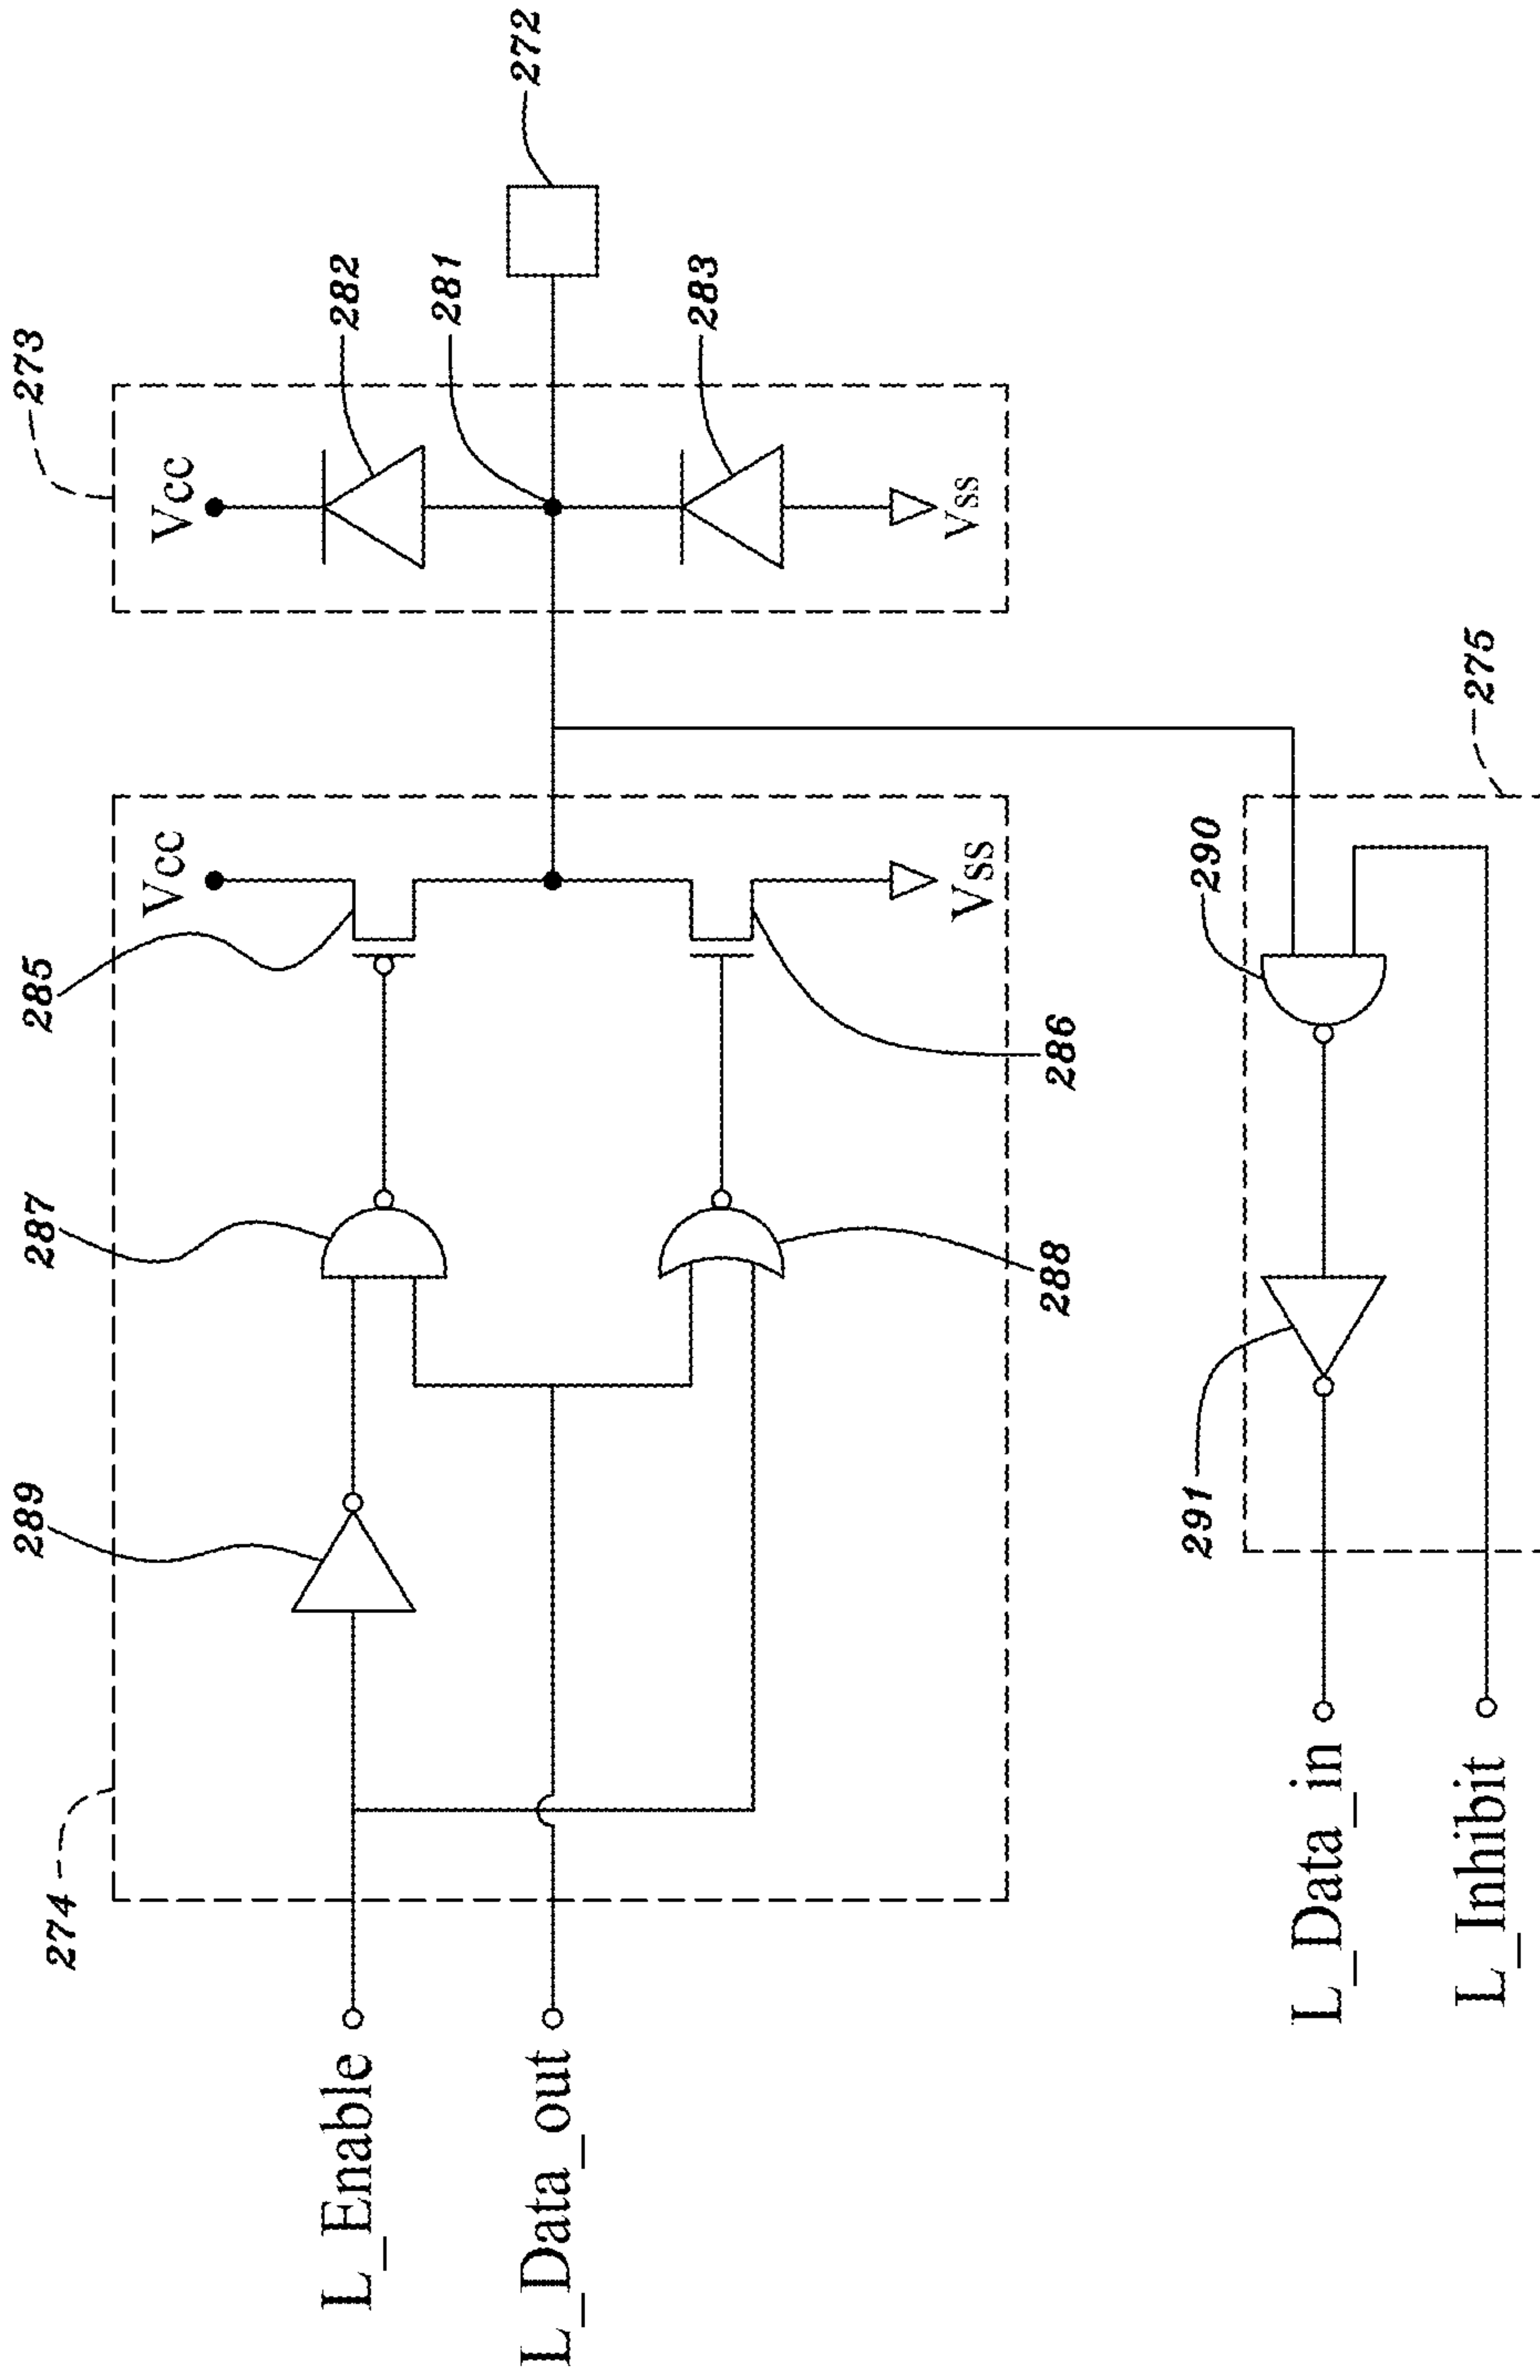 273
272
Vcc
282
281
283
Vss
274
Vcc
285
287
289
286
288
Vss
L_Enable
L_Data_out
275
290
291
L_Data_in
L_Inhibit